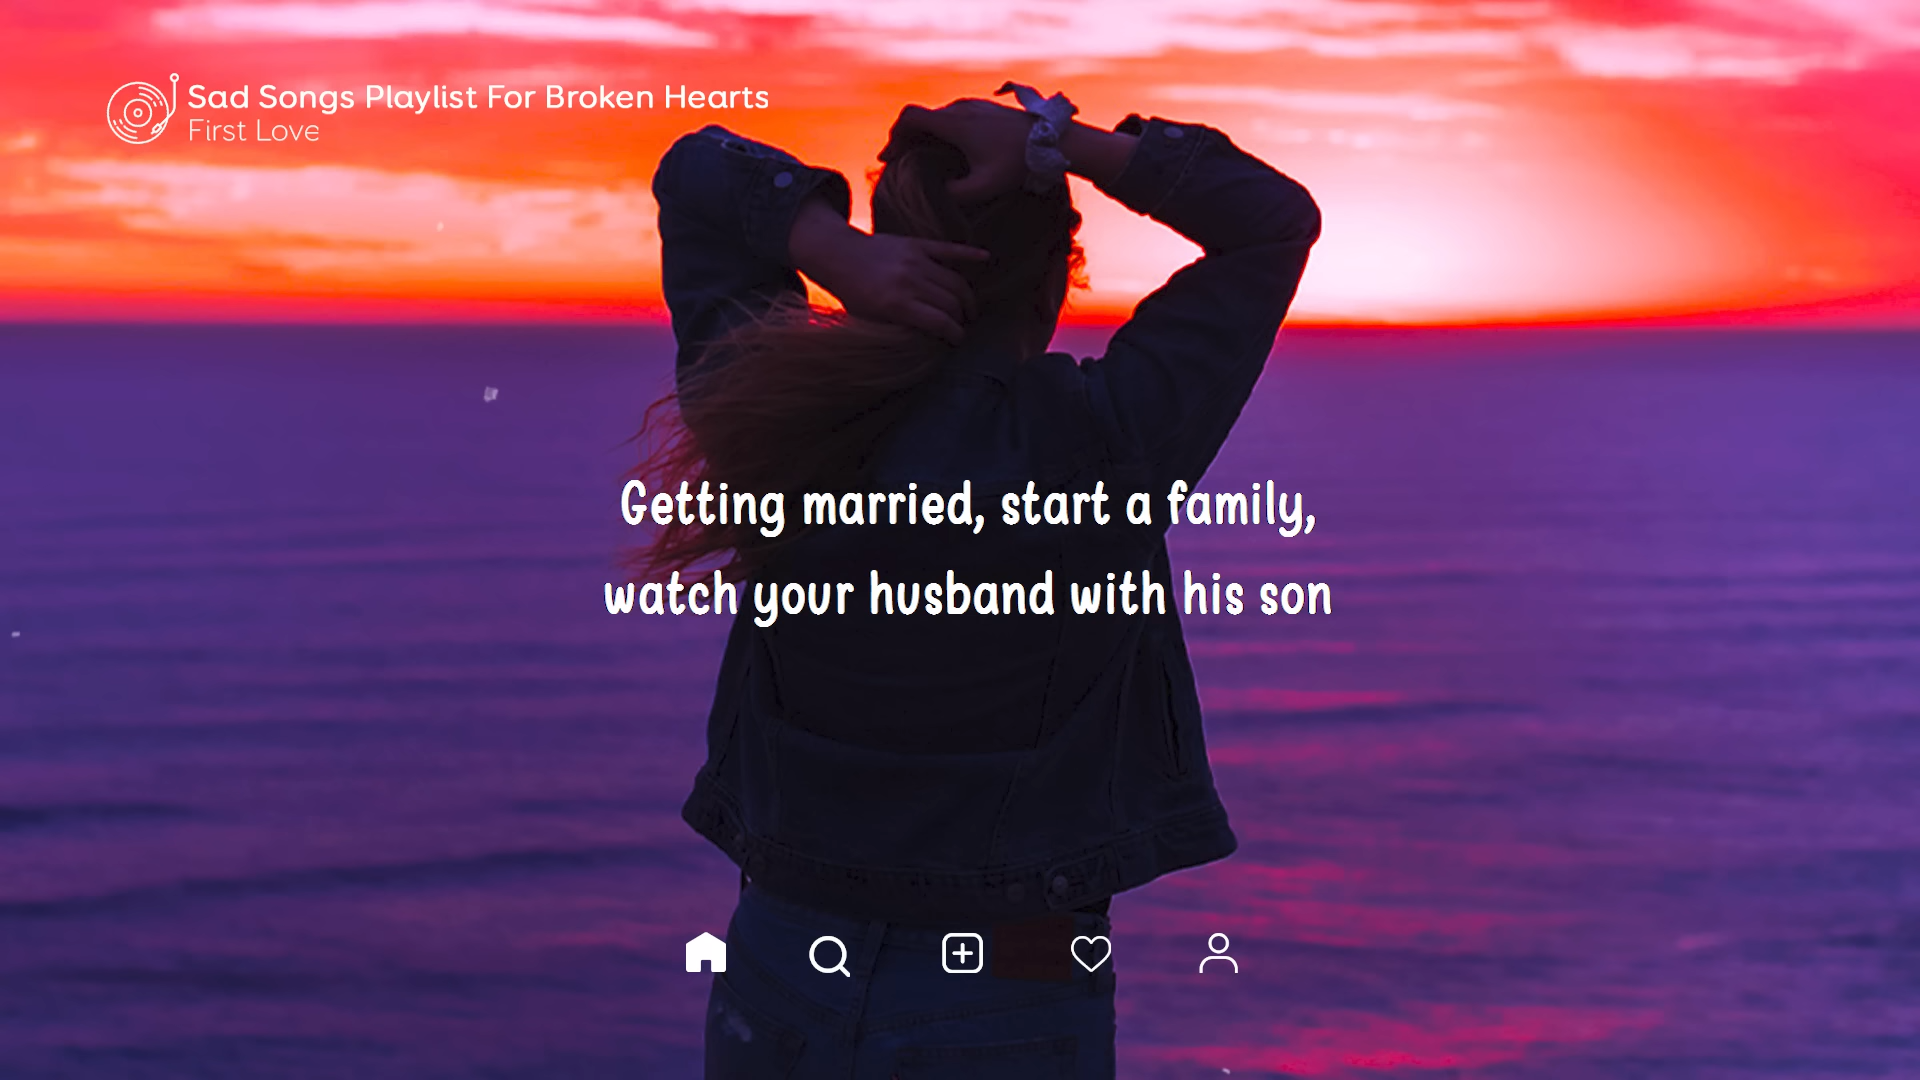 Sad Songs Playlist For Broken Hearts
First Love
Getting married, start a family,
watch your husband with his son